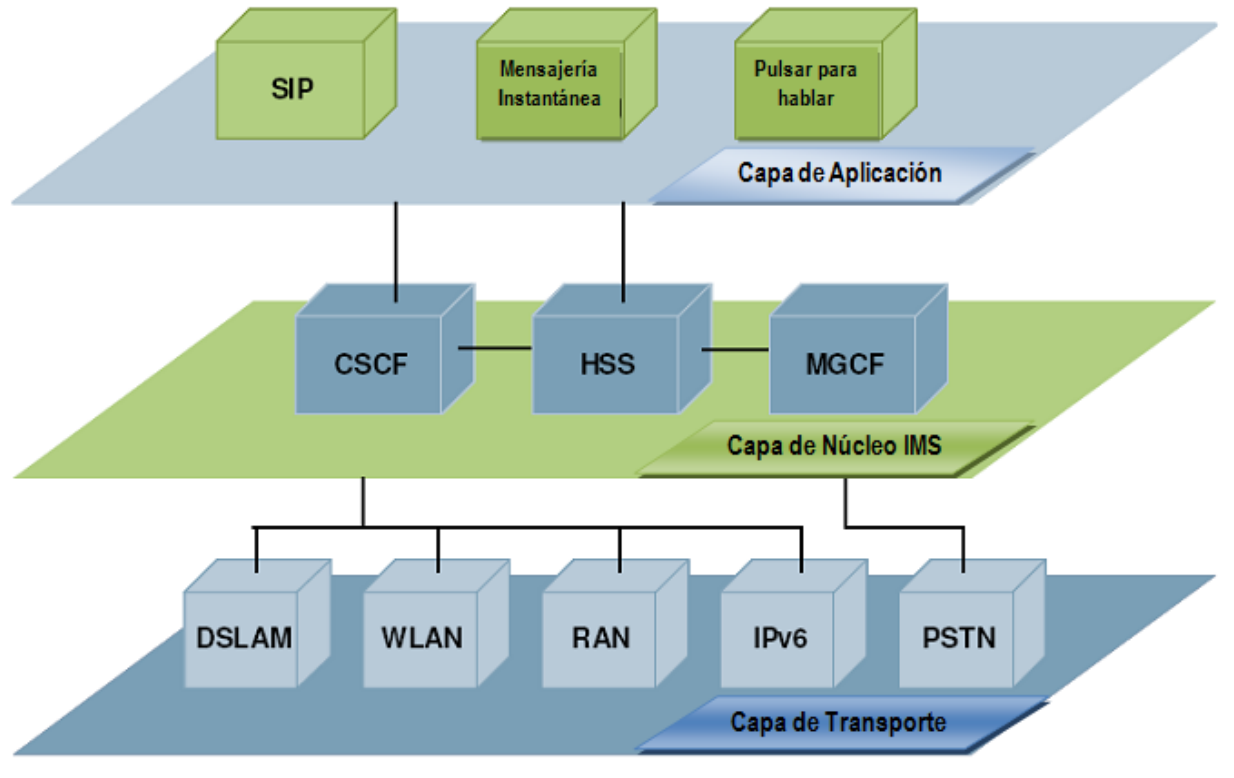 SIP
Mensajería
Instantánea
Pulsar para
hablar
Capa de Aplicación
CSCF
HSS
MGCF
Capa de Núcleo IMS
DSLAM
WLAN
RAN
IPv6
PSTN
Capa de Transporte